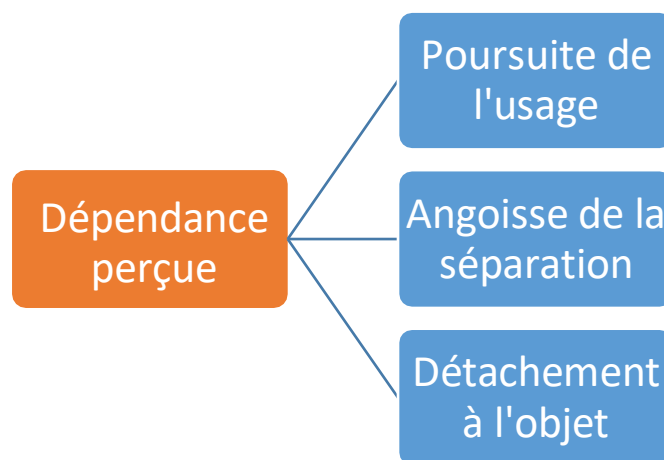 Dépendance
perçue
Poursuite de
l'usage
Angoisse de la
séparation
Détachement
à l'objet